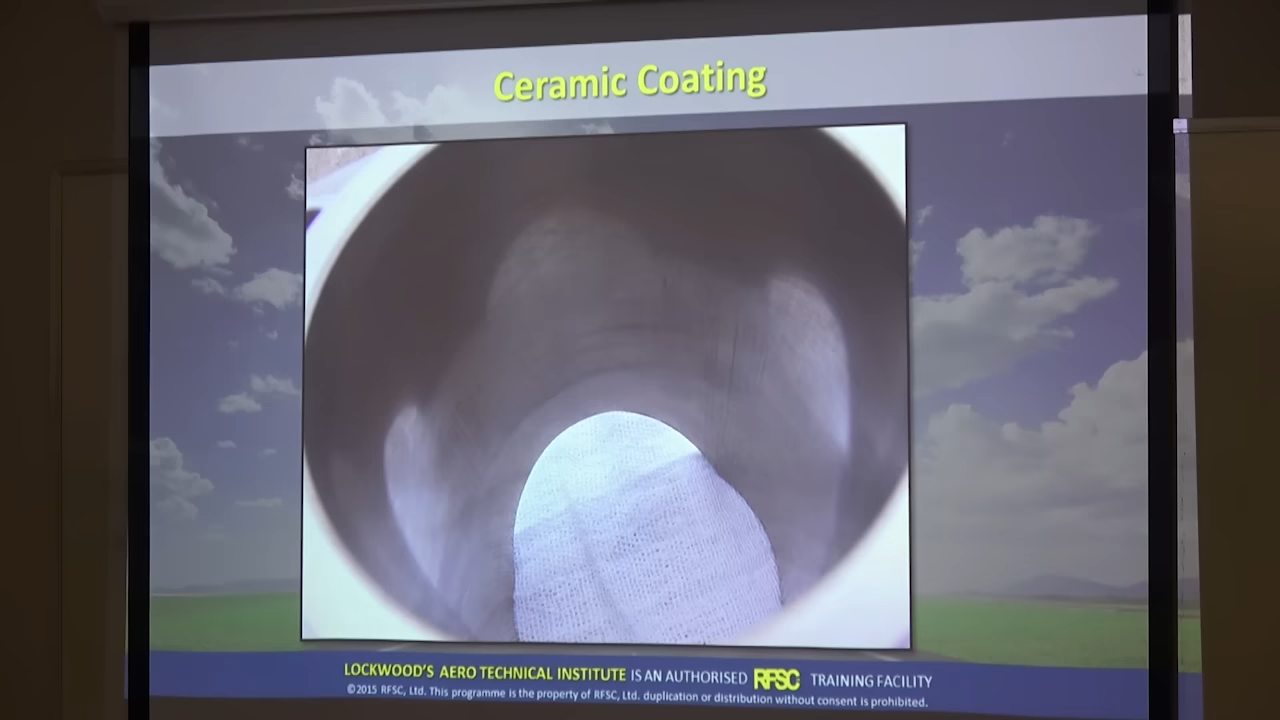 Ceramic Coating
LOCKWOOD'S AERO TECHNICAL INSTITUTE IS AN AUTHORISED RFSC TRAINING FACILITY
©2015 RFSC, Ltd. This programme is the property of RFSC, Ltd. duplication or distribution without consent is prohibited.